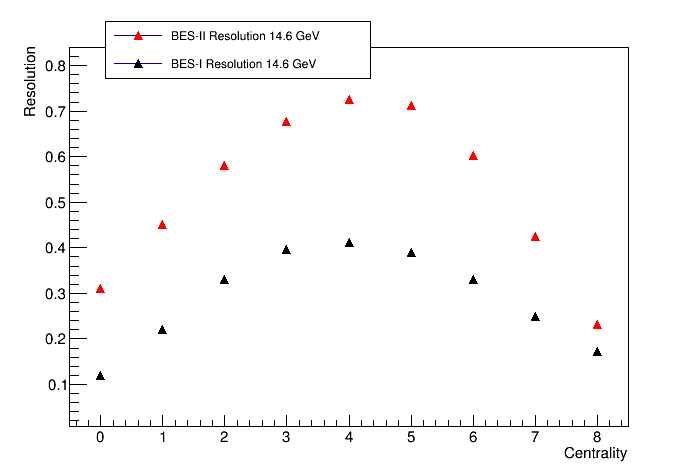 BES-II Resolution 14.6 GeV
BES-I Resolution 14.6 GeV
Resolution
0.8
0.7
0.6
0.5
0.4
0.3
0.2
0.1
0 1 2 3 4 5 6 7 8
Centrality